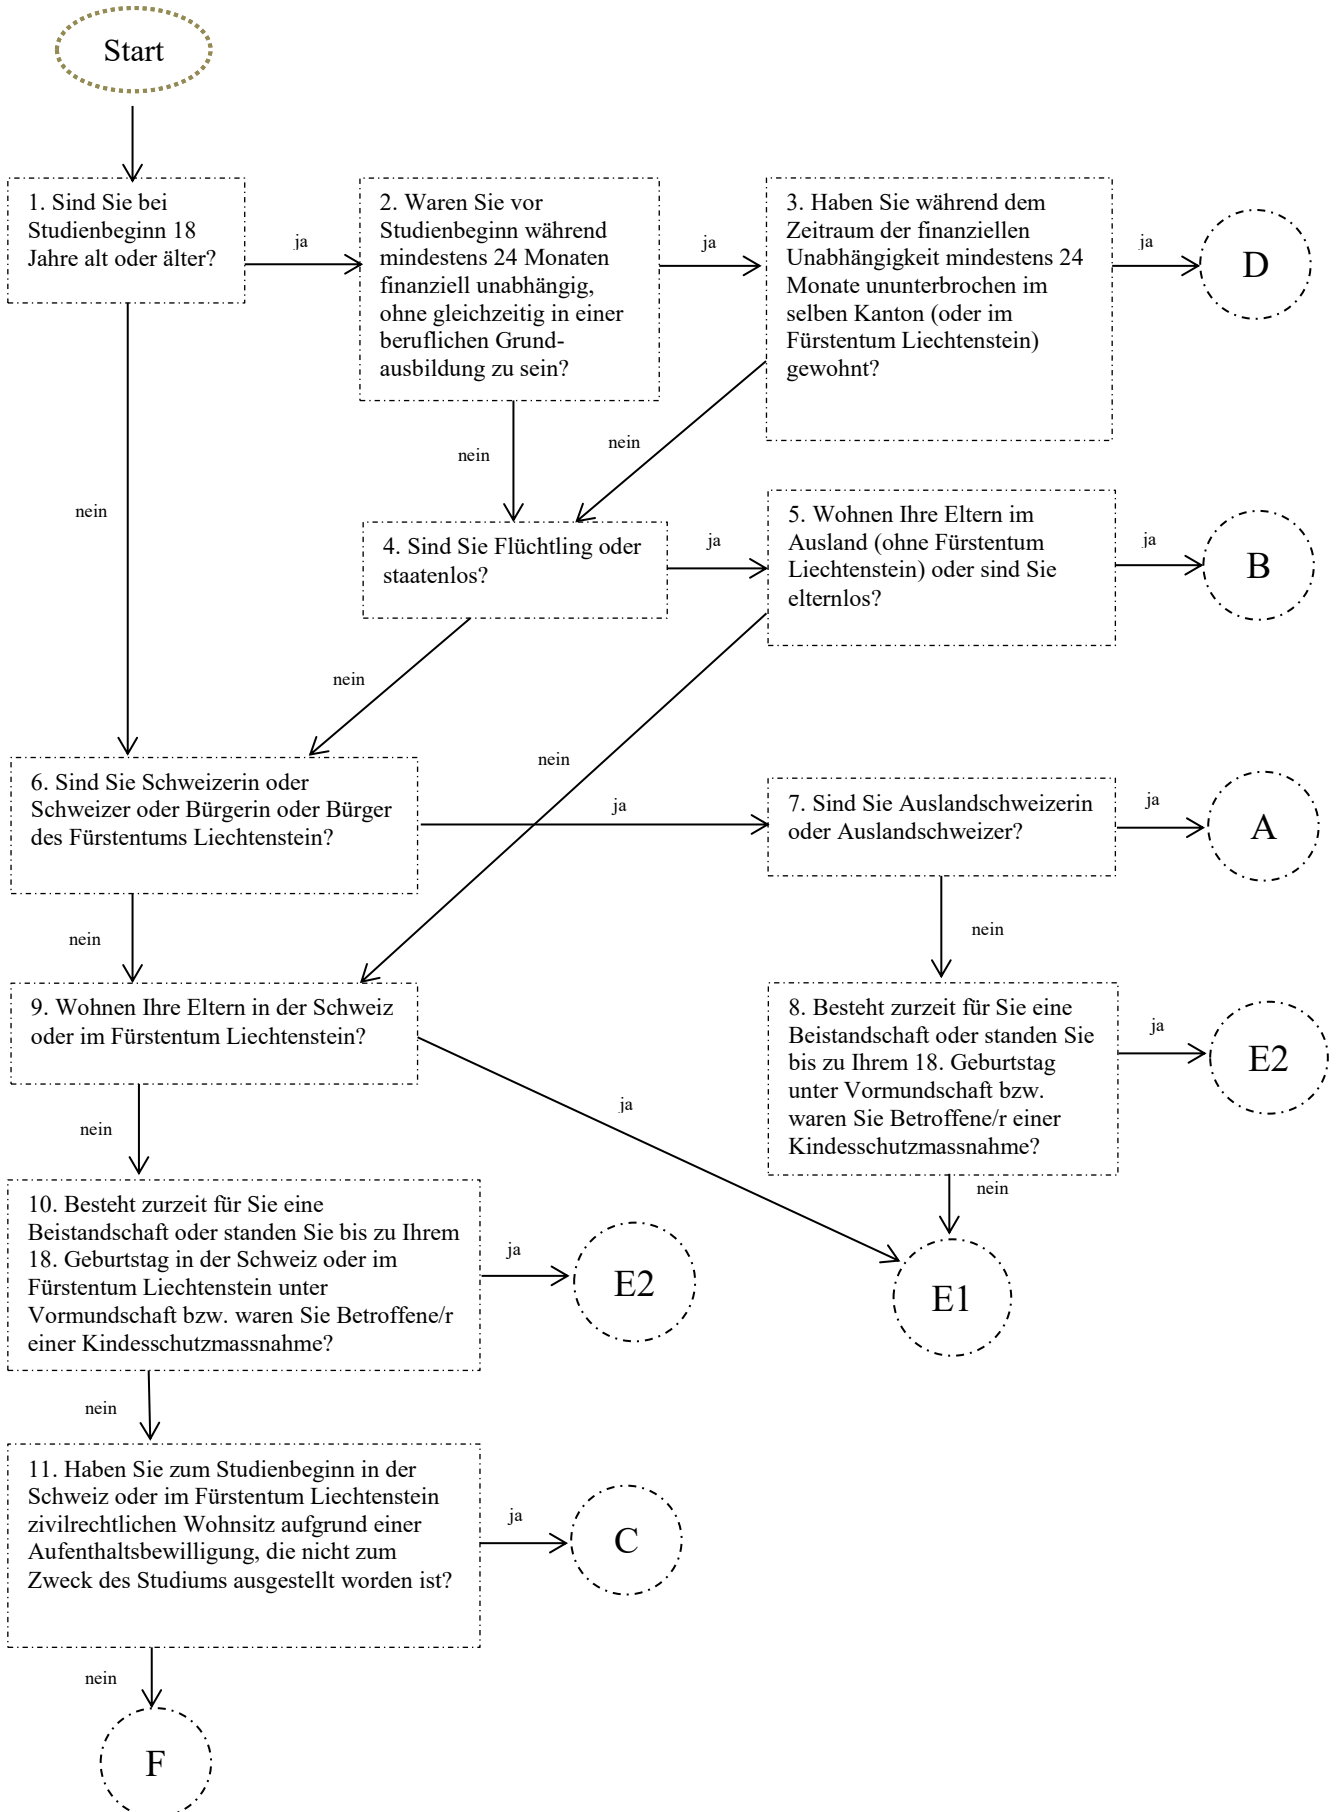 Start
1. Sind Sie bei
Studienbeginn 18
Jahre alt oder älter?
ja
2. Waren Sie vor
Studienbeginn während
mindestens 24 Monaten
finanziell unabhängig,
ohne gleichzeitig in einer
beruflichen Grund-
ausbildung zu sein?
ja
3. Haben Sie während dem
Zeitraum der finanziellen
Unabhängigkeit mindestens 24
Monate ununterbrochen im
selben Kanton (oder im
Fürstentum Liechtenstein)
gewohnt?
ja
D
nein
nein
nein
4. Sind Sie Flüchtling oder
staatenlos?
ja
5. Wohnen Ihre Eltern im
Ausland (ohne Fürstentum
Liechtenstein) oder sind Sie
elternlos?
ja
B
nein
nein
6. Sind Sie Schweizerin oder
Schweizer oder Bürgerin oder Bürger
des Fürstentums Liechtenstein?
ja
7. Sind Sie Auslandschweizerin
oder Auslandschweizer?
ja
A
nein
nein
9. Wohnen Ihre Eltern in der Schweiz
oder im Fürstentum Liechtenstein?
ja
8. Besteht zurzeit für Sie eine
Beistandschaft oder standen Sie
bis zu Ihrem 18. Geburtstag
unter Vormundschaft bzw.
waren Sie Betroffene/r einer
Kindesschutzmassnahme?
ja
E2
nein
nein
10. Besteht zurzeit für Sie eine
Beistandschaft oder standen Sie bis zu Ihrem
18. Geburtstag in der Schweiz oder im
Fürstentum Liechtenstein unter
Vormundschaft bzw. waren Sie Betroffene/r
einer Kindesschutzmassnahme?
ja
E2
E1
nein
11. Haben Sie zum Studienbeginn in der
Schweiz oder im Fürstentum Liechtenstein
zivilrechtlichen Wohnsitz aufgrund einer
Aufenthaltsbewilligung, die nicht zum
Zweck des Studiums ausgestellt worden ist?
ja
C
nein
F